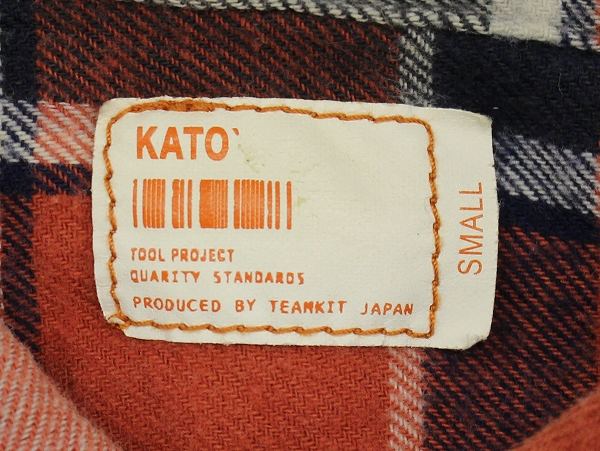 KATO`
TOOL PROJECT
QUARITY STANDARDS
PRODUCED BY TEAMKIT JAPAN
SMALL